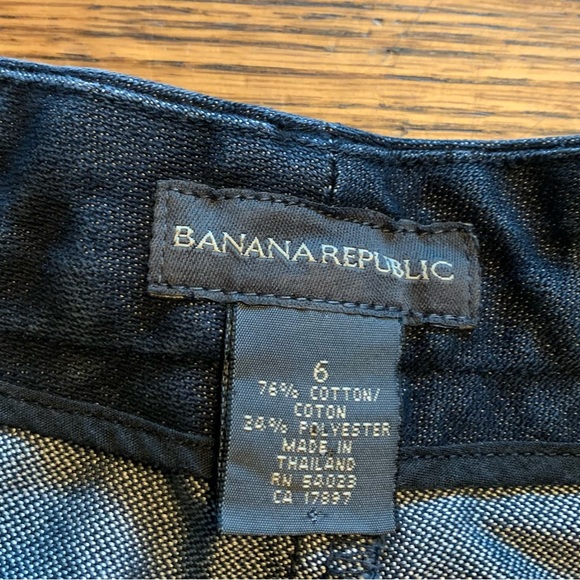 BANANA REPUBLIC
6
76% COTTON/
COTON
24% POLYESTER
MADE IN
THAILAND
RN 54023
CA 17897